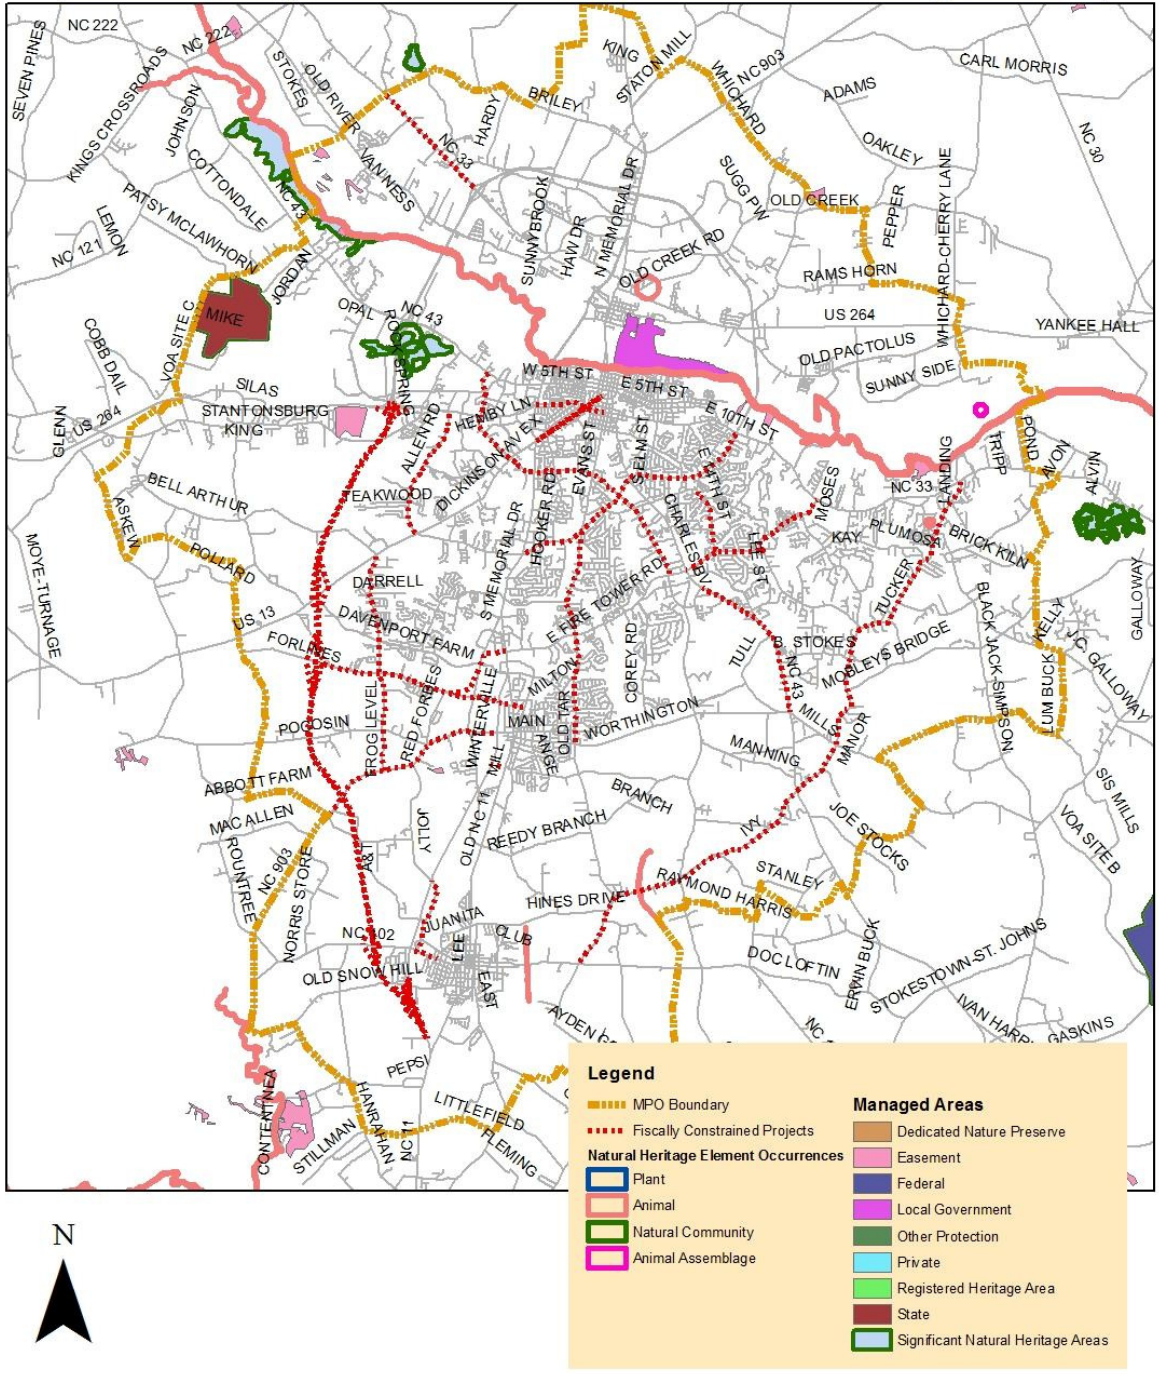 NC 222
NC 222
SEVEN PINES
KINGS CROSSROADS
JOHNSON
STOKES
OLD RIVER
KING
STATON MILL
WHICHARD
NC 903
CARL MORRIS
ADAMS
BRILEY
HARDY
NC 33
VAN NESS
OAKLEY
NC 30
COTTONDALE
NC 43
PATSY MCLAWHORN
LEMON
NC 121
SUGG PW
OLD CREEK
PEPPER
WHICHARD-CHERRY LANE
SUNNYBROOK
HAW DR
N MEMORIAL DR
OLD CREEK RD
RAMS HORN
JORDAN
MIKE
VOA SITE C
OPAL
NC 43
ROCK SPRING
US 264
YANKEE HALL
OLD PACTOLUS
SUNNY SIDE
COBB DAIL
SILAS
W 5TH ST
E 5TH ST
E 10TH ST
US 264
GLENN
STANTONSBURG
KING
ALLEN RD
HEMBY LN
DICKINSON AV EX
EVANS ST
S ELM ST
E 14TH ST
MOSES
NC 33
LANDING
TRIPP
POND
AVON
ALVIN
BELL ARTHUR
TEAKWOOD
HOOKER RD
CHARLES BV
LEE ST
KAY
PLUMOSA
BRICK KILN
ASKEW
POLLARD
MOYE-TURNAGE
S MEMORIAL DR
DARRELL
E FIRE TOWER RD
TUCKER
GALLOWAY
US 13
DAVENPORT FARM
FORLINES
COREY RD
TULL
B. STOKES
MOBLEYS BRIDGE
BLACK JACK-SIMPSON
KELLY
J.C. GALLOWAY
NC 43
MILTON
WINTERVILLE
RED FORBES
FROG LEVEL
POCOSIN
MAIN
OLD TAR
WORTHINGTON
MILLS
MANOR
LUM BUCK
ANGE
MANNING
MILL
ABBOTT FARM
MAC ALLEN
BRANCH
SIS MILLS
VOA SITE B
OLD NC 11
REEDY BRANCH
IVY
JOE STOCKS
JOLLY
A&T
ROUNTREE
NC 903
NORRIS STORE
STANLEY
RAYMOND HARRIS
HINES DRIVE
JUANITA
CLUB
NC 102
LEE
OLD SNOW HILL
EAST
DOC LOFTIN
ERVIN BUCK
STOKESTOWN-ST. JOHNS
IVAN HARR
GASKINS
AYDEN
NC
PEPSI
CONTENTNEA
STILLMAN
HANRAHAN
NC 11
LITTLEFIELD
FLEMING
Legend
MPO Boundary
Fiscally Constrained Projects
Natural Heritage Element Occurrences
Plant
Animal
Natural Community
Animal Assemblage
Managed Areas
Dedicated Nature Preserve
Easement
Federal
Local Government
Other Protection
Private
Registered Heritage Area
State
Significant Natural Heritage Areas
N